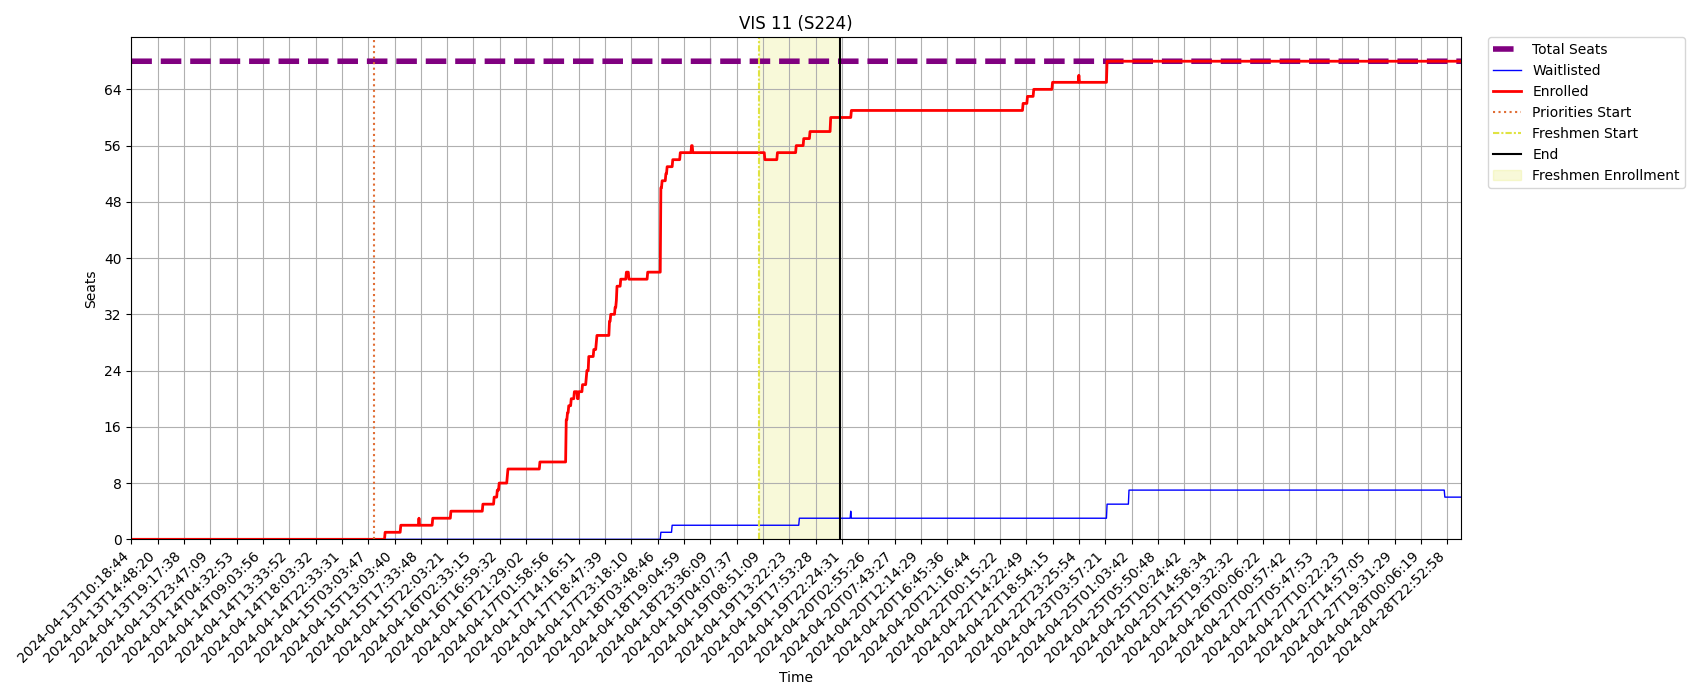 VIS 11 (S224)
Total Seats
Waitlisted
Enrolled
Priorities Start
Freshmen Start
End
Freshmen Enrollment
Seats
64
56
48
40
32
24
16
8
0
2024-04-13T10:18:44
2024-04-13T14:48:20
2024-04-13T19:17:38
2024-04-13T23:47:09
2024-04-14T04:32:53
2024-04-14T09:03:56
2024-04-14T13:33:52
2024-04-14T18:03:32
2024-04-14T22:33:31
2024-04-15T03:03:47
2024-04-15T13:03:40
2024-04-15T17:33:48
2024-04-15T22:03:21
2024-04-16T02:33:15
2024-04-16T16:59:32
2024-04-16T21:29:02
2024-04-17T01:58:56
2024-04-17T14:16:51
2024-04-17T18:47:39
2024-04-17T23:18:10
2024-04-18T03:48:46
2024-04-18T19:04:59
2024-04-18T23:36:09
2024-04-19T04:07:37
2024-04-19T08:51:09
2024-04-19T13:22:23
2024-04-19T17:53:28
2024-04-19T22:24:31
2024-04-20T02:55:26
2024-04-20T07:43:27
2024-04-20T12:14:29
2024-04-20T16:45:36
2024-04-20T21:16:44
2024-04-22T00:15:22
2024-04-22T14:22:49
2024-04-22T18:54:15
2024-04-22T23:25:54
2024-04-23T03:57:21
2024-04-25T01:03:42
2024-04-25T05:50:48
2024-04-25T10:24:42
2024-04-25T14:58:34
2024-04-25T19:32:32
2024-04-26T00:06:22
2024-04-27T00:57:42
2024-04-27T05:47:53
2024-04-27T10:22:23
2024-04-27T14:57:05
2024-04-27T19:31:29
2024-04-28T00:06:19
2024-04-28T22:52:58
Time